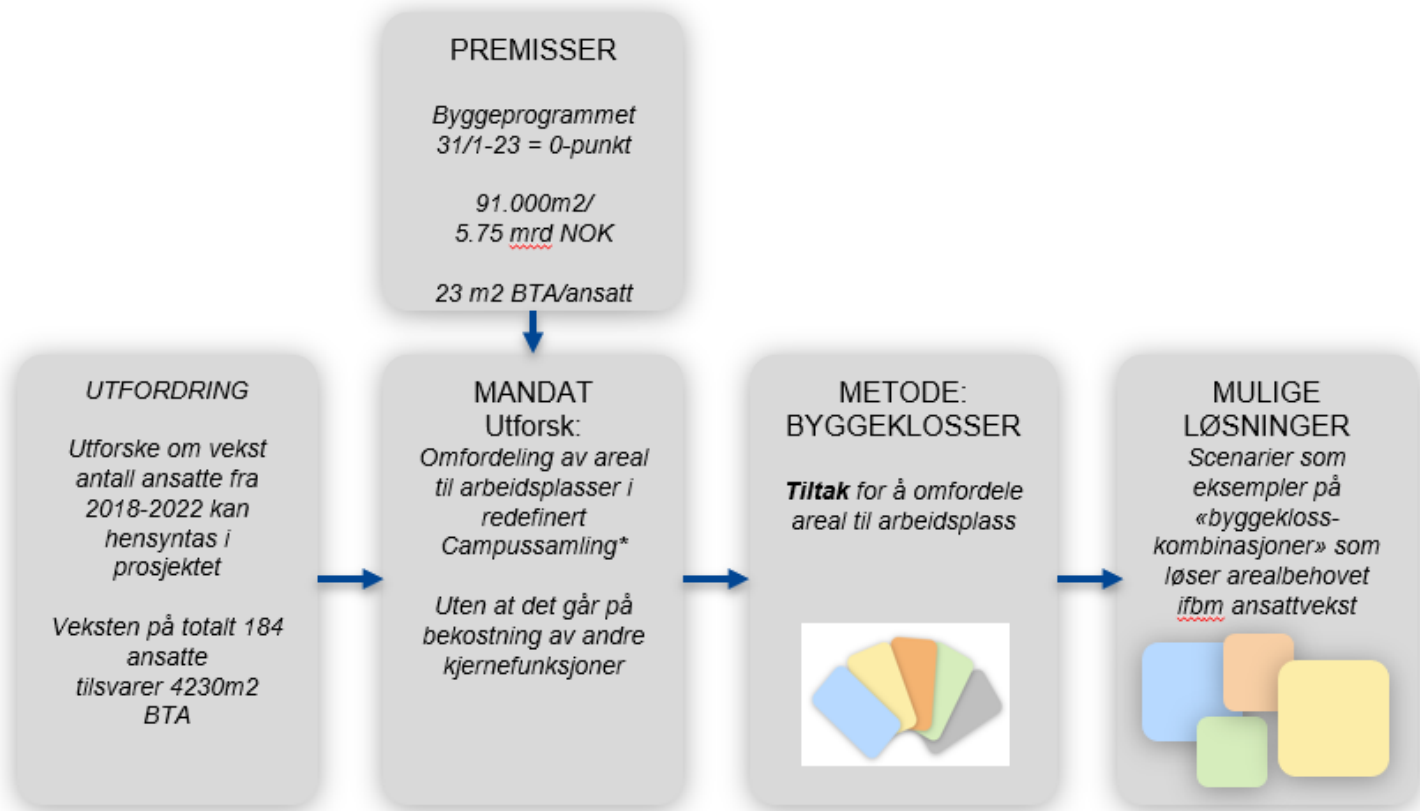 PREMISSER
Byggeprogrammet
31/1-23 = 0-punkt
91.000m2/
5.75 mrd NOK
23 m2 BTA/ansatt
UTFORDRING
Utforske om vekst
antall ansatte fra
2018-2022 kan
hensyntas i
prosjektet
Veksten på totalt 184
ansatte
tilsvarer 4230m2
BTA
MANDAT
Utforsk:
Omfordeling av areal
til arbeidsplasser i
redefinert
Campussamling*
Uten at det går på
bekostning av andre
kjernefunksjoner
METODE:
BYGGEKLOSSER
Tiltak for å omfordele
areal til arbeidsplass
MULIGE
LØSNINGER
Scenarier som
eksempler på
«byggekloss-
kombinasjoner» som
løser arealbehovet
ifbm ansattvekst